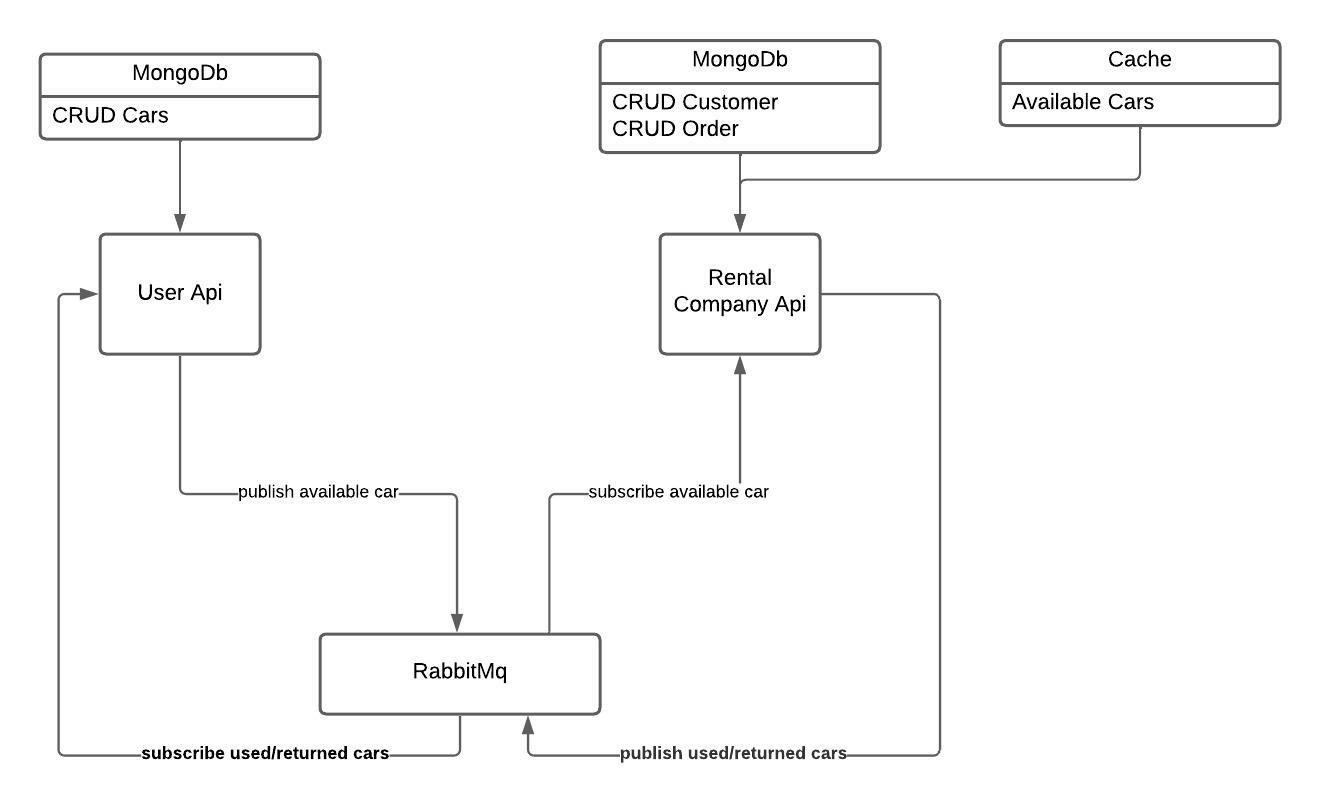 MongoDb
CRUD Cars
MongoDb
CRUD Customer
CRUD Order
Cache
Available Cars
User Api
Rental
Company Api
publish available car
subscribe available car
RabbitMq
subscribe used/returned cars
publish used/returned cars